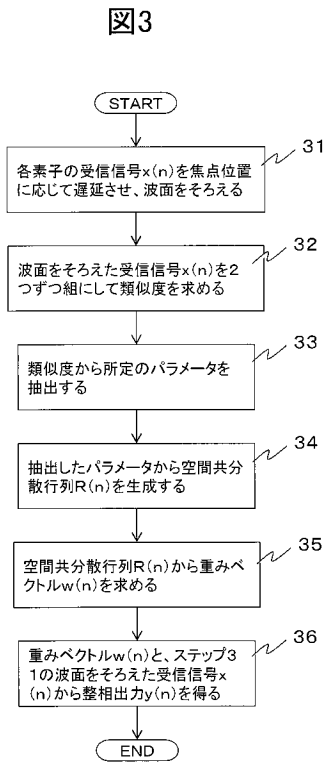 図3
START
31
各素子の受信信号x(n)を焦点位置
に応じて遅延させ、波面をそろえる
32
波面をそろえた受信信号x(n)を2
つずつ組にして類似度を求める
33
類似度から所定のパラメータを
抽出する
34
抽出したパラメータから空間共分
散行列R(n)を生成する
35
空間共分散行列R(n)から重みベ
クトルw(n)を求める
36
重みベクトルw(n)と、ステップ3
1の波面をそろえた受信信号x
(n)から整相出力y(n)を得る
END